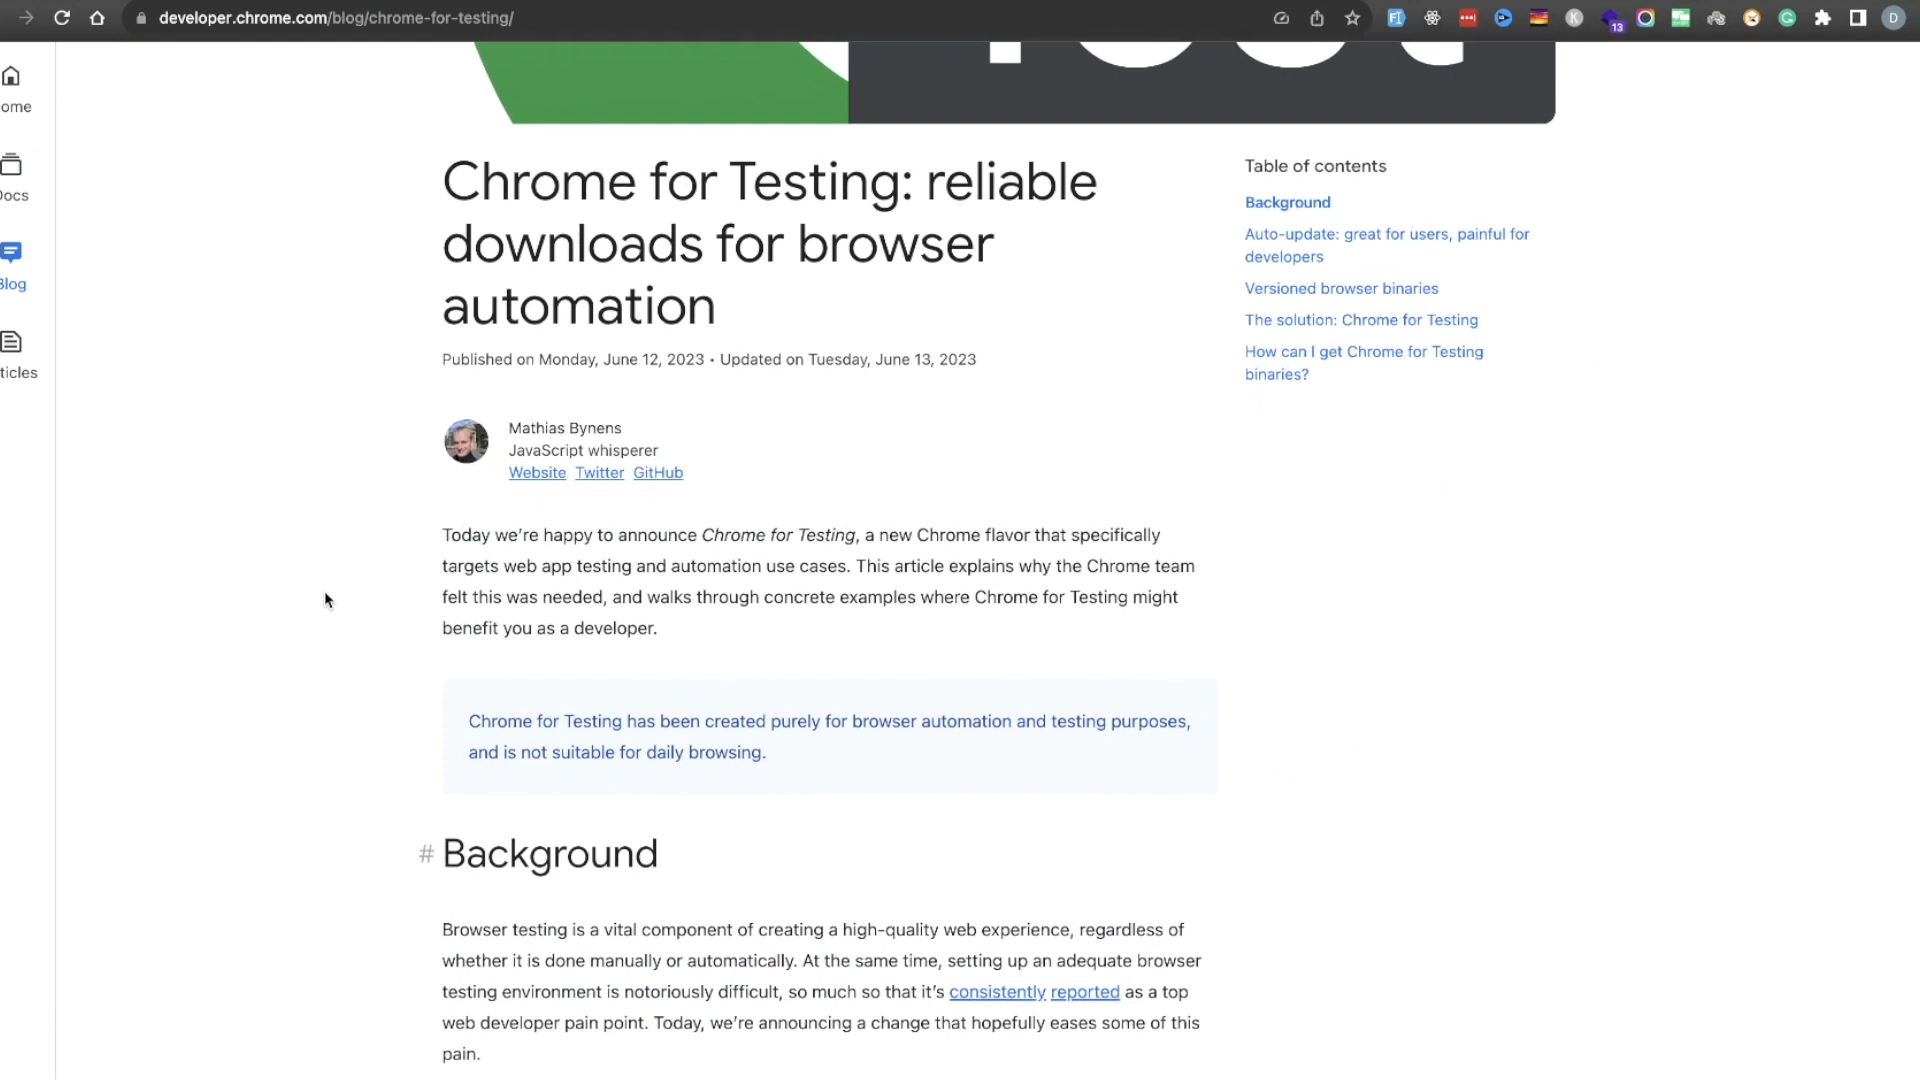 developer.chrome.com/blog/chrome-for-testing/
13
D
ome
Docs
Blog
ticles
Chrome for Testing: reliable
downloads for browser
automation
Published on Monday, June 12, 2023 • Updated on Tuesday, June 13, 2023
Mathias Bynens
JavaScript whisperer
Website Twitter GitHub
Today we’re happy to announce Chrome for Testing, a new Chrome flavor that specifically
targets web app testing and automation use cases. This article explains why the Chrome team
felt this was needed, and walks through concrete examples where Chrome for Testing might
benefit you as a developer.
Chrome for Testing has been created purely for browser automation and testing purposes,
and is not suitable for daily browsing.
# Background
Browser testing is a vital component of creating a high-quality web experience, regardless of
whether it is done manually or automatically. At the same time, setting up an adequate browser
testing environment is notoriously difficult, so much so that it’s consistently reported as a top
web developer pain point. Today, we’re announcing a change that hopefully eases some of this
pain.
Table of contents
Background
Auto-update: great for users, painful for
developers
Versioned browser binaries
The solution: Chrome for Testing
How can I get Chrome for Testing
binaries?